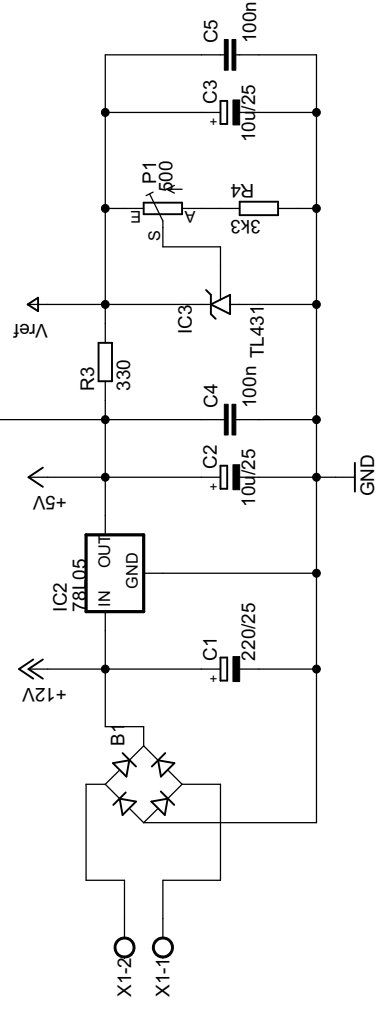 X1-2
X1-1
B1
+12V
C1
220/25
+
IC2
78L05
IN
OUT
GND
+5V
C2
10u/25
+
C4
100n
GND
R3
330
Vref
IC3
TL431
P1
500
E
S
A
R4
3k3
C3
10u/25
+
C5
100n